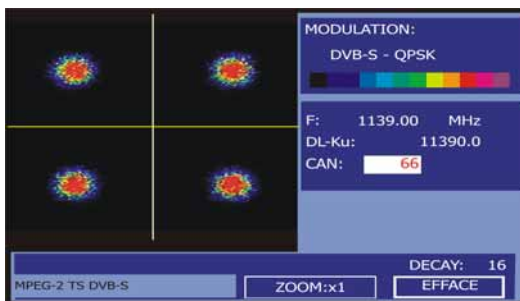 MODULATION:
DVB-S - QPSK
F: 1139.00 MHz
DL-Ku: 11390.0
CAN: 66
DECAY: 16
MPEG-2 TS DVB-S
ZOOM:x1
EFFACE